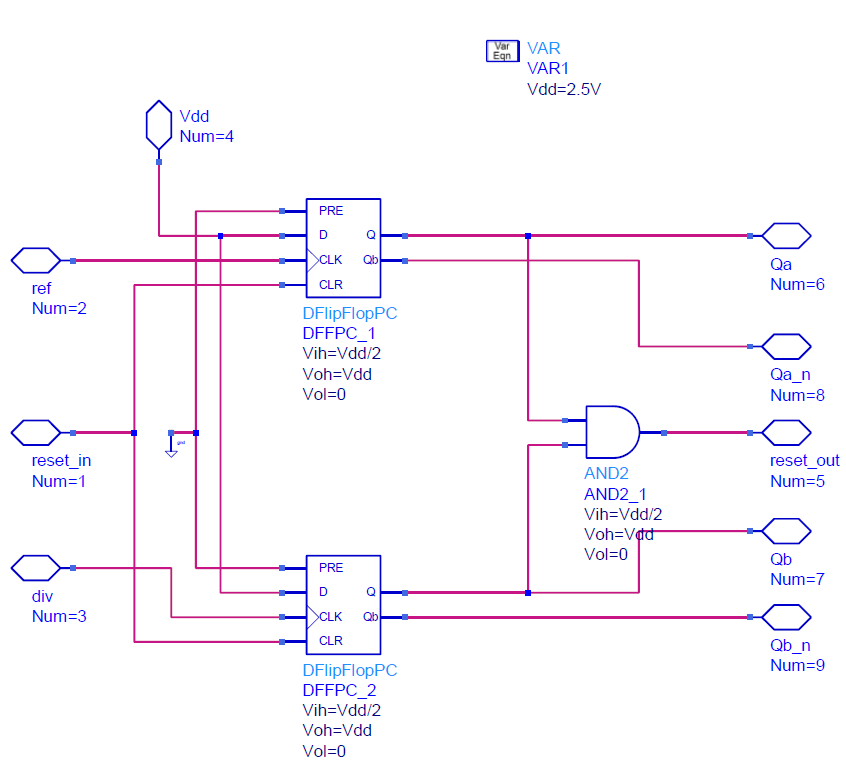 Var
Eqn
VAR
VAR1
Vdd=2.5V
Vdd
Num=4
PRE
D
CLK
CLR
Q
Qb
DFlipFlopPC
DFFPC_1
Vih=Vdd/2
Voh=Vdd
Vol=0
ref
Num=2
Qa
Num=6
Qa_n
Num=8
reset_in
Num=1
gnd
AND2
AND2_1
Vih=Vdd/2
Voh=Vdd
Vol=0
reset_out
Num=5
Qb
Num=7
div
Num=3
PRE
D
CLK
CLR
Q
Qb
DFlipFlopPC
DFFPC_2
Vih=Vdd/2
Voh=Vdd
Vol=0
Qb_n
Num=9